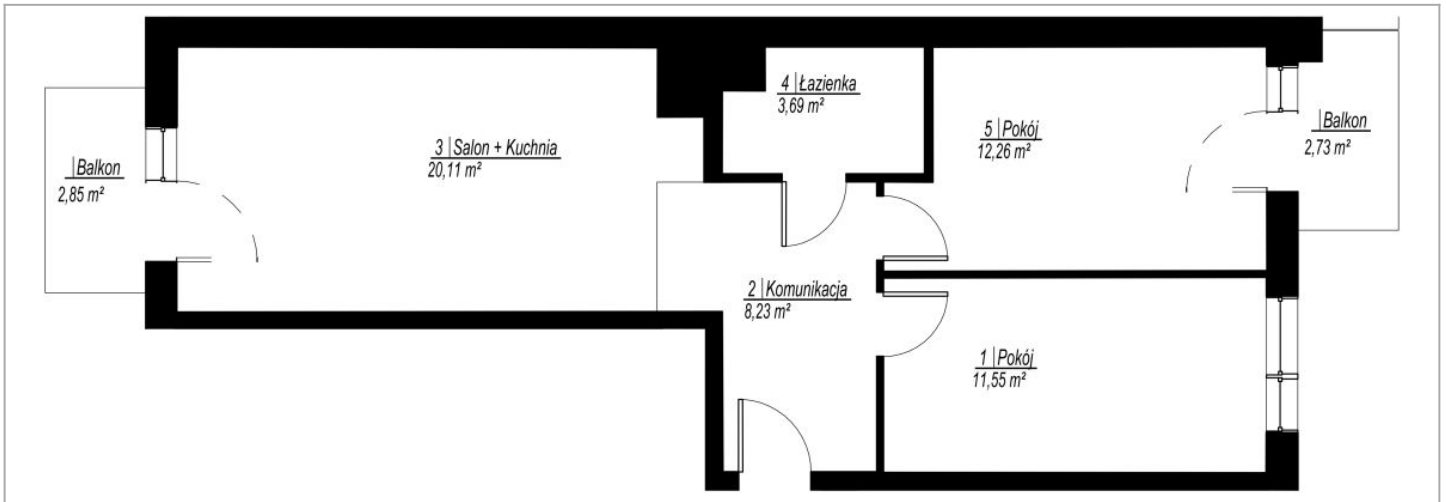 4 | Łazienka
3,69 m²
5 | Pokój
12,26 m²
| Balkon
2,73 m²
3 | Salon + Kuchnia
20,11 m²
| Balkon
2,85 m²
2 | Komunikacja
8,23 m²
1 | Pokój
11,55 m²